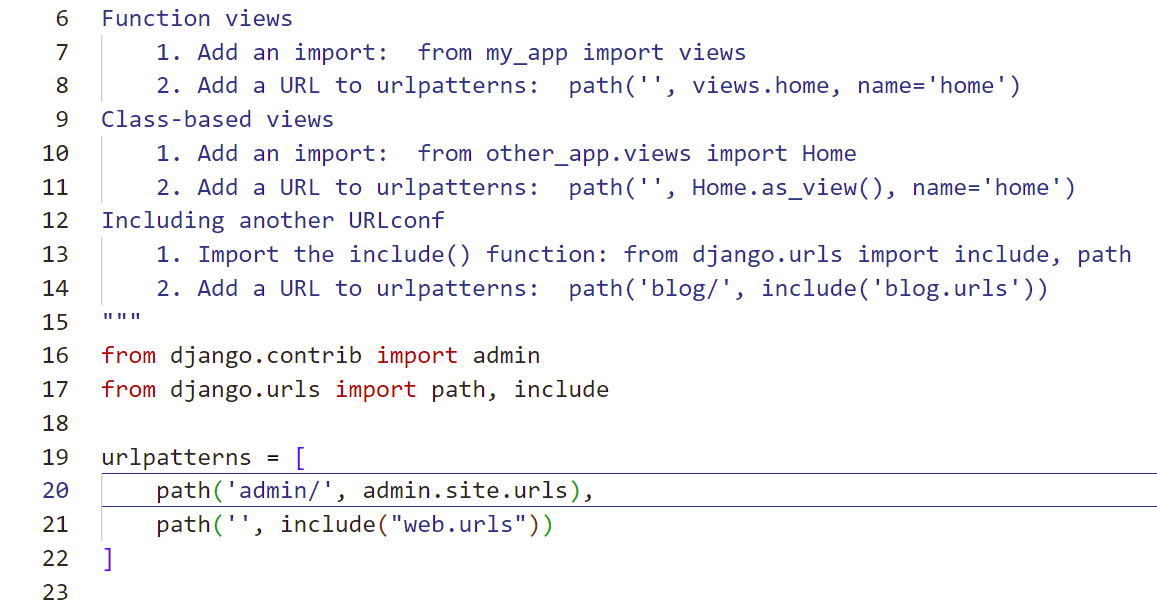 6 Function views
7     1. Add an import:  from my_app import views
8     2. Add a URL to urlpatterns:  path('', views.home, name='home')
9 Class-based views
10     1. Add an import:  from other_app.views import Home
11     2. Add a URL to urlpatterns:  path('', Home.as_view(), name='home')
12 Including another URLconf
13     1. Import the include() function: from django.urls import include, path
14     2. Add a URL to urlpatterns:  path('blog/', include('blog.urls'))
15 """
16 from django.contrib import admin
17 from django.urls import path, include
18
19 urlpatterns = [
20     path('admin/', admin.site.urls),
21     path('', include("web.urls"))
22 ]
23